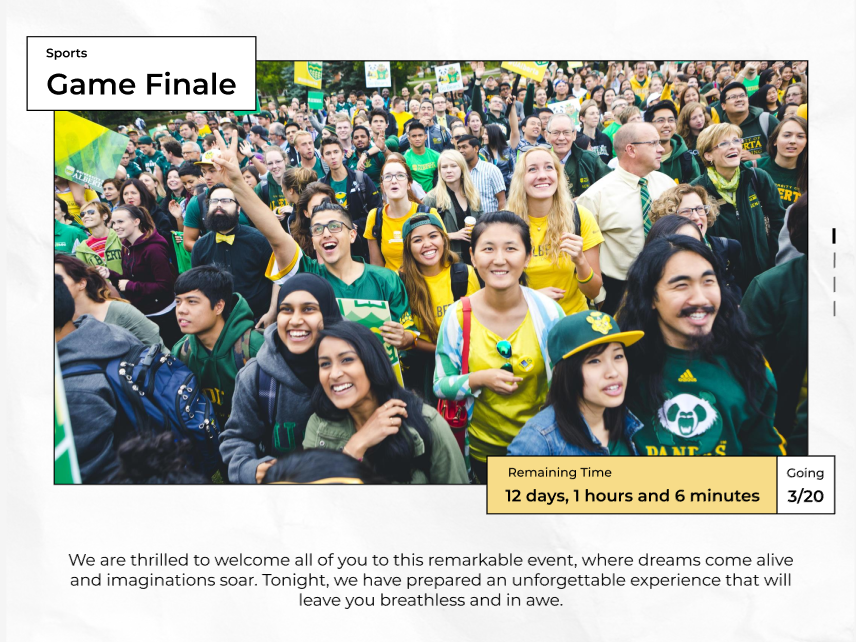 Sports
Game Finale
PANDAS
Remaining Time
12 days, 1 hours and 6 minutes
Going
3/20
We are thrilled to welcome all of you to this remarkable event, where dreams come alive
and imaginations soar. Tonight, we have prepared an unforgettable experience that will
leave you breathless and in awe.